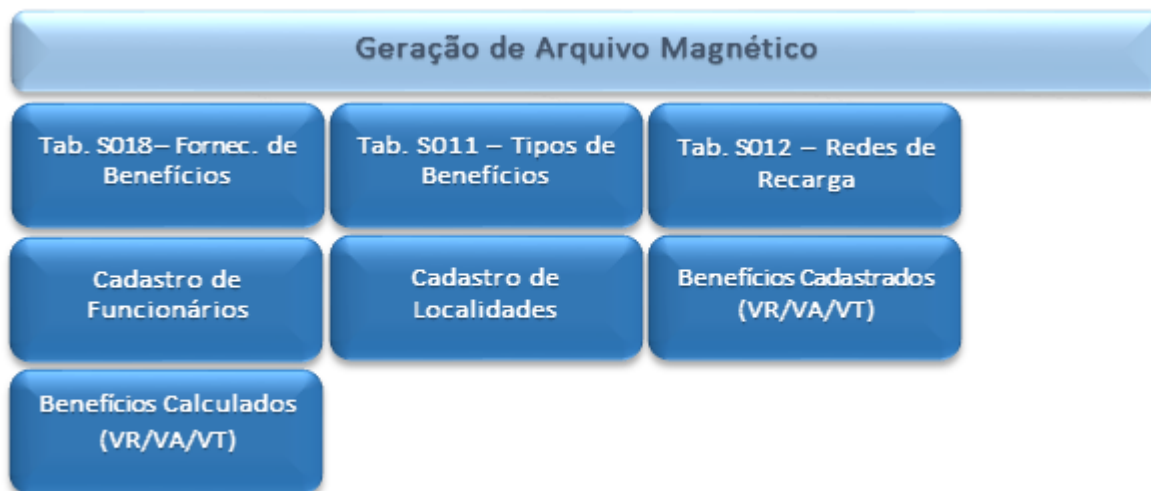 Geração de Arquivo Magnético
Tab. S018– Fornec. de
Benefícios
Tab. S011 – Tipos de
Benefícios
Tab. S012 – Redes de
Recarga
Cadastro de
Funcionários
Cadastro de
Localidades
Benefícios Cadastrados
(VR/VA/VT)
Benefícios Calculados
(VR/VA/VT)